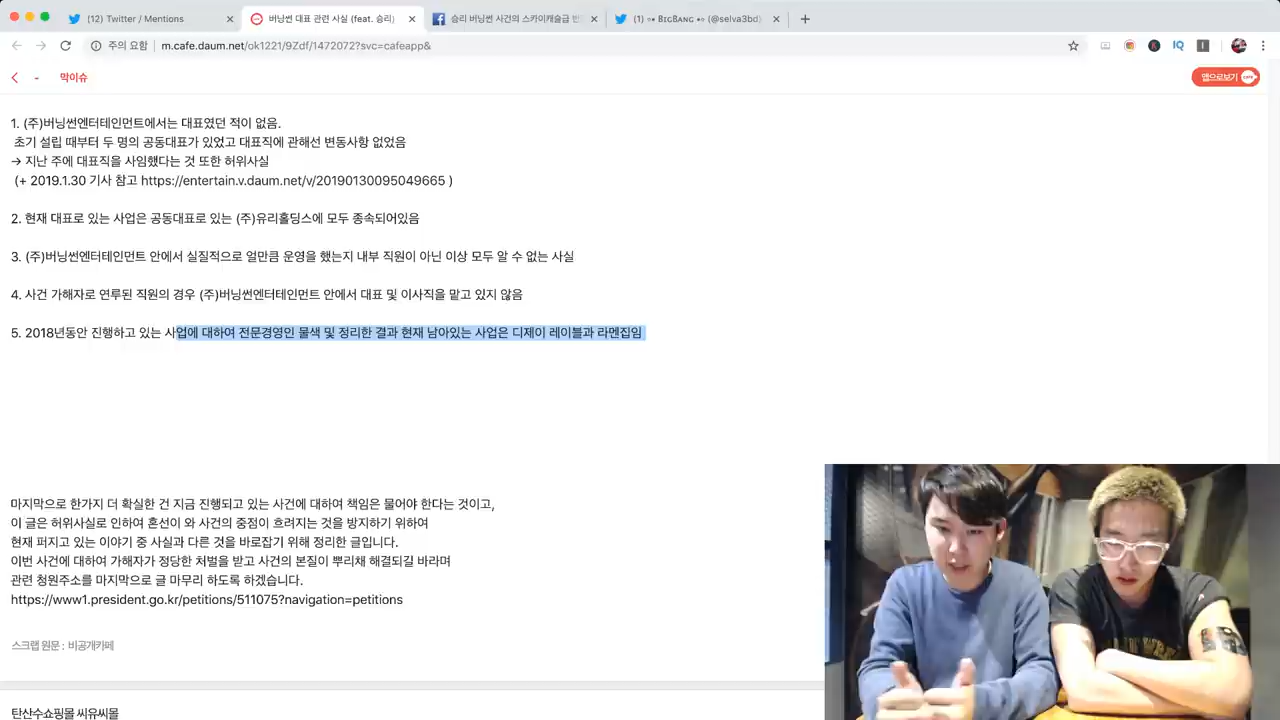 (12) Twitter / Mentions
버닝썬 대표 관련 사실 (feat. 승리)
승리 버닝썬 사건의 스카이캐슬급 반
(1) ⋆∘ BɪɢBᴀɴɢ ∘⋆ (@selva3bd)
주의 요함
m.cafe.daum.net/ok1221/9Zdf/1472072?svc=cafeapp&
막이슈
앱으로보기
1. (주)버닝썬엔터테인먼트에서는 대표였던 적이 없음.
초기 설립 때부터 두 명의 공동대표가 있었고 대표직에 관해선 변동사항 없었음
→ 지난 주에 대표직을 사임했다는 것 또한 허위사실
(+ 2019.1.30 기사 참고 https://entertain.v.daum.net/v/20190130095049665 )
2. 현재 대표로 있는 사업은 공동대표로 있는 (주)유리홀딩스에 모두 종속되어있음
3. (주)버닝썬엔터테인먼트 안에서 실질적으로 얼만큼 운영을 했는지 내부 직원이 아닌 이상 모두 알 수 없는 사실
4. 사건 가해자로 연루된 직원의 경우 (주)버닝썬엔터테인먼트 안에서 대표 및 이사직을 맡고 있지 않음
5. 2018년동안 진행하고 있는 사업에 대하여 전문경영인 물색 및 정리한 결과 현재 남아있는 사업은 디제이 레이블과 라멘집임
마지막으로 한가지 더 확실한 건 지금 진행되고 있는 사건에 대하여 책임은 물어야 한다는 것이고,
이 글은 허위사실로 인하여 혼선이 와 사건의 중점이 흐려지는 것을 방지하기 위하여
현재 퍼지고 있는 이야기 중 사실과 다른 것을 바로잡기 위해 정리한 글입니다.
이번 사건에 대하여 가해자가 정당한 처벌을 받고 사건의 본질이 뿌리채 해결되길 바라며
관련 청원주소를 마지막으로 글 마무리 하도록 하겠습니다.
https://www1.president.go.kr/petitions/511075?navigation=petitions
스크랩 원문 : 비공개카페
탄산수쇼핑몰 씨유씨몰